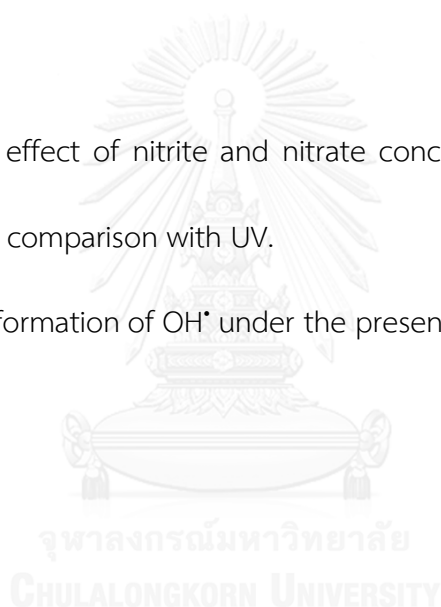 effect of nitrite and nitrate conc
comparison with UV.
formation of OH• under the presen
จุฬาลงกรณ์มหาวิทยาลัย
CHULALONGKORN UNIVERSITY